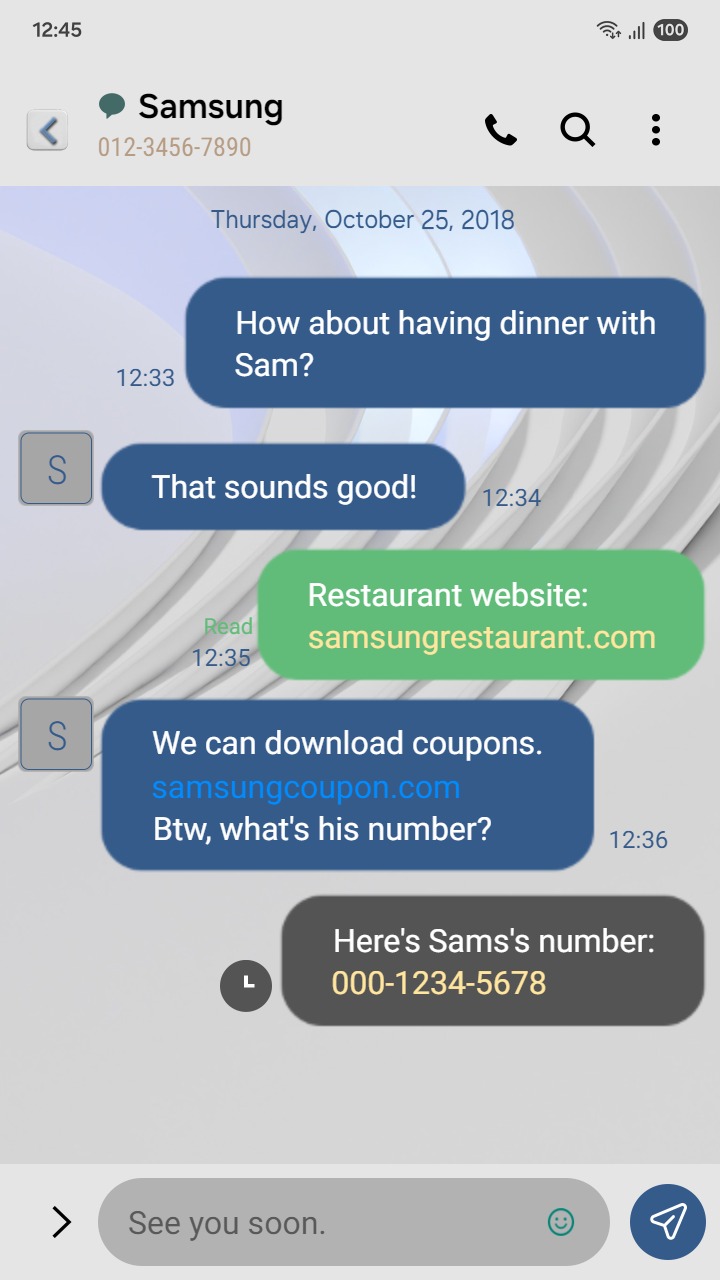 12:45
100
Samsung
012-3456-7890
Thursday, October 25, 2018
How about having dinner with
Sam?
12:33
S
That sounds good!
12:34
Restaurant website:
samsungrestaurant.com
Read
12:35
S
We can download coupons.
samsungcoupon.com
Btw, what's his number?
12:36
Here's Sams's number:
000-1234-5678
See you soon.